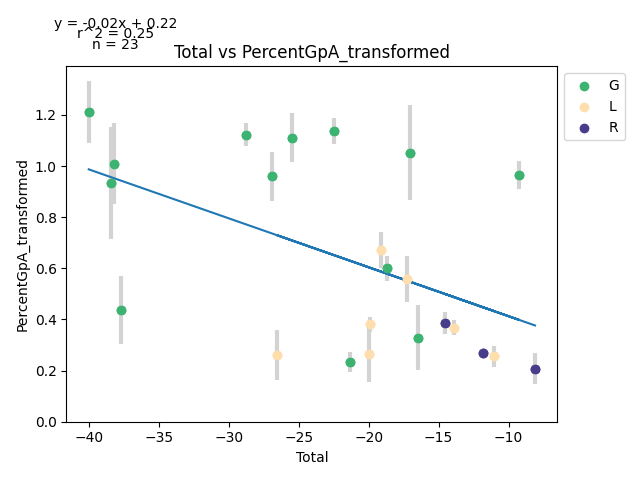 y = -0.02x + 0.22
r^2 = 0.25
n = 23
Total vs PercentGpA_transformed
G
L
R
PercentGpA_transformed
1.2
1.0
0.8
0.6
0.4
0.2
0.0
−40
−35
−30
−25
−20
−15
−10
Total